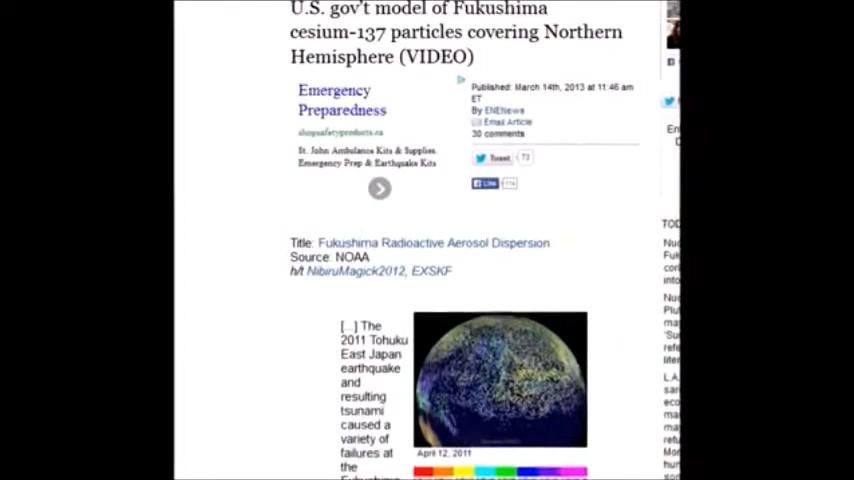 U.S. gov't model of Fukushima
cesium-137 particles covering Northern
Hemisphere (VIDEO)
Emergency
Preparedness
shopsafetyproducts.ca
St. John Ambulance Kits & Supplies.
Emergency Prep & Earthquake Kits
Published: March 14th, 2013 at 11:46 am
ET
By ENENews
Email Article
30 comments
Tweet 73
Like
Title: Fukushima Radioactive Aerosol Dispersion
Source: NOAA
h/t NibiruMagick2012, EXSKF
[...] The
2011 Tohuku
East Japan
earthquake
and
resulting
tsunami
caused a
variety of
failures at
the
April 12, 2011